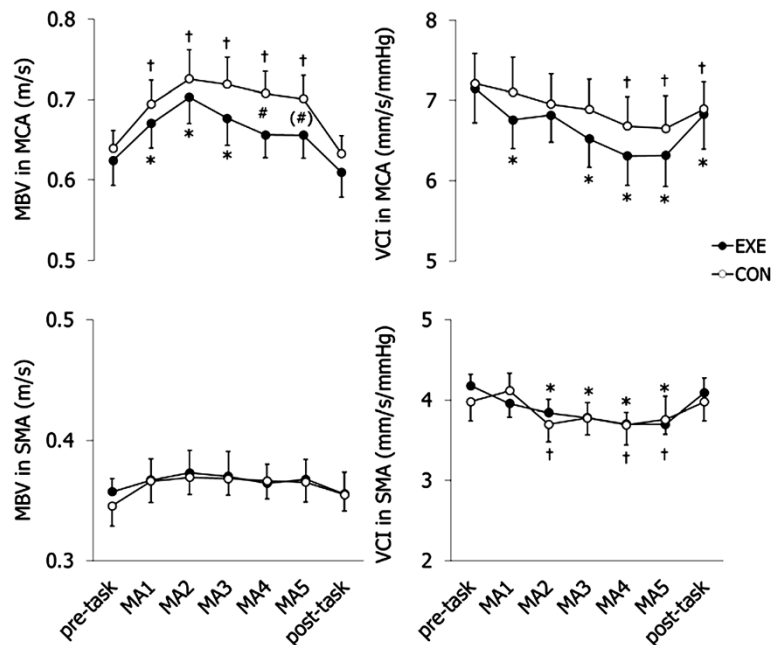 MBV in MCA (m/s)
0.8
0.7
0.6
0.5
† † † † †
* * * # (#)
VCI in MCA (mm/s/mmHg)
8
7
6
5
† † †
* * * * *
EXE
CON
MBV in SMA (m/s)
0.5
0.4
0.3
pre-task MA1 MA2 MA3 MA4 MA5 post-task
VCI in SMA (mm/s/mmHg)
5
4
3
2
* * * *
† † †
pre-task MA1 MA2 MA3 MA4 MA5 post-task